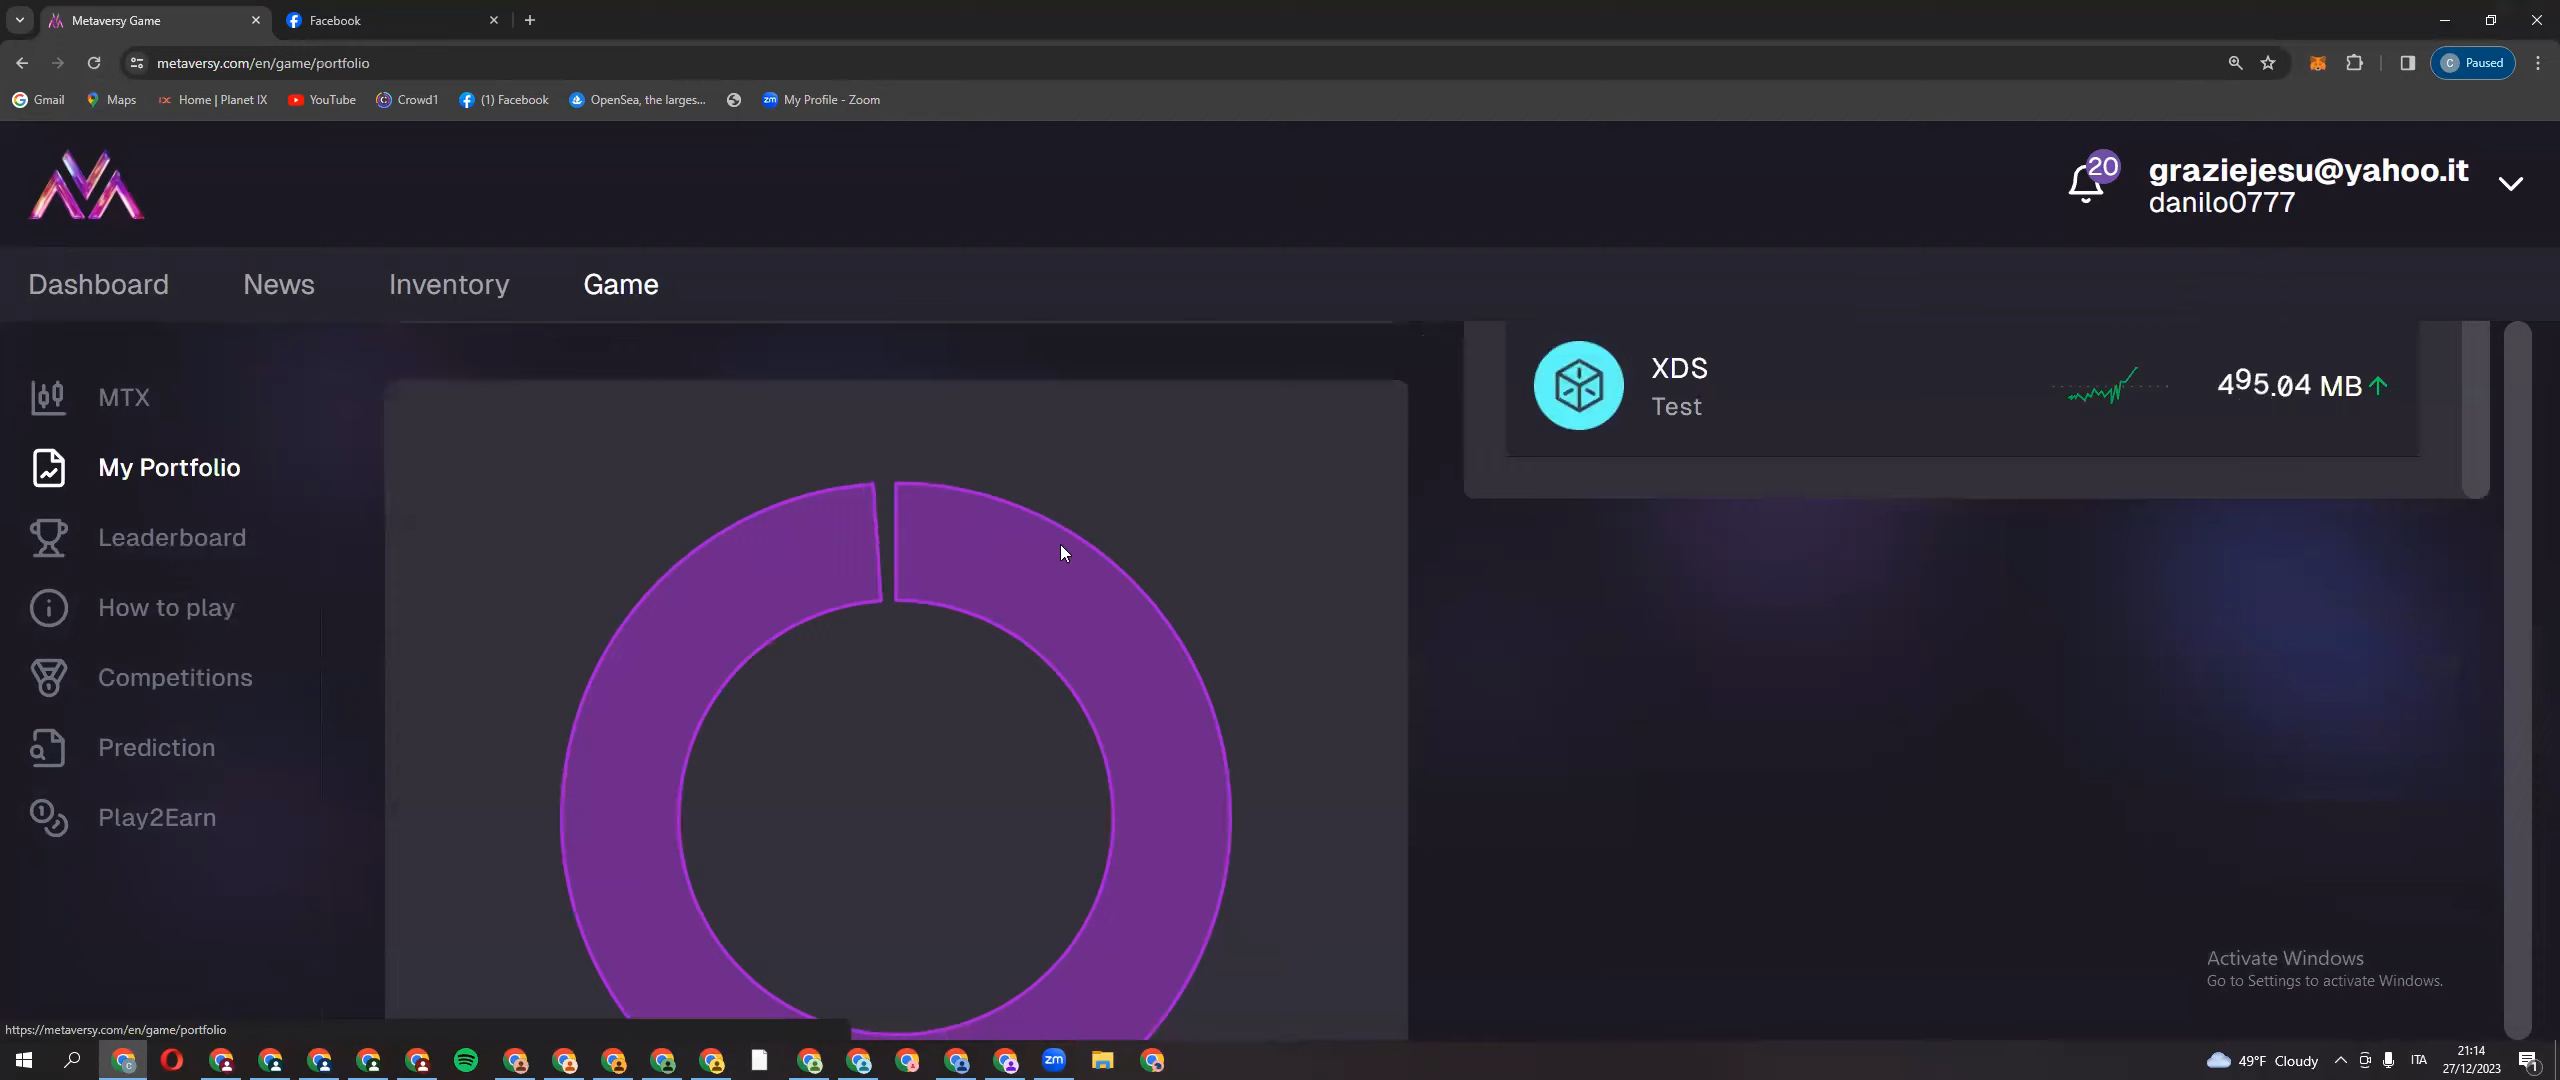 Metaversy Game
Facebook
metaversy.com/en/game/portfolio
Paused
C
Gmail
Maps
Home | Planet IX
YouTube
Crowd1
(1) Facebook
OpenSea, the larges...
My Profile - Zoom
20
graziejesu@yahoo.it
danilo0777
Dashboard
News
Inventory
Game
MTX
My Portfolio
Leaderboard
How to play
Competitions
Prediction
Play2Earn
XDS
Test
495.04 MB
Activate Windows
Go to Settings to activate Windows.
https://metaversy.com/en/game/portfolio
zm
49°F Cloudy
ITA
21:14
27/12/2023
1